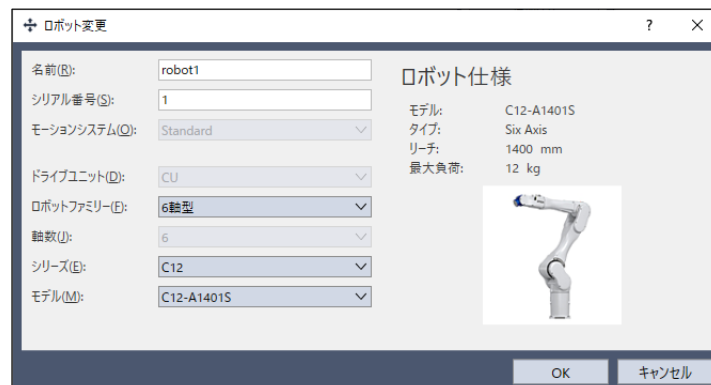 ロボット変更
?
名前(R): robot1
シリアル番号(S): 1
モーションシステム(O): Standard
ドライブユニット(D): CU
ロボットファミリー(F): 6軸型
軸数(J): 6
シリーズ(E): C12
モデル(M): C12-A1401S
ロボット仕様
モデル: C12-A1401S
タイプ: Six Axis
リーチ: 1400 mm
最大負荷: 12 kg
OK
キャンセル